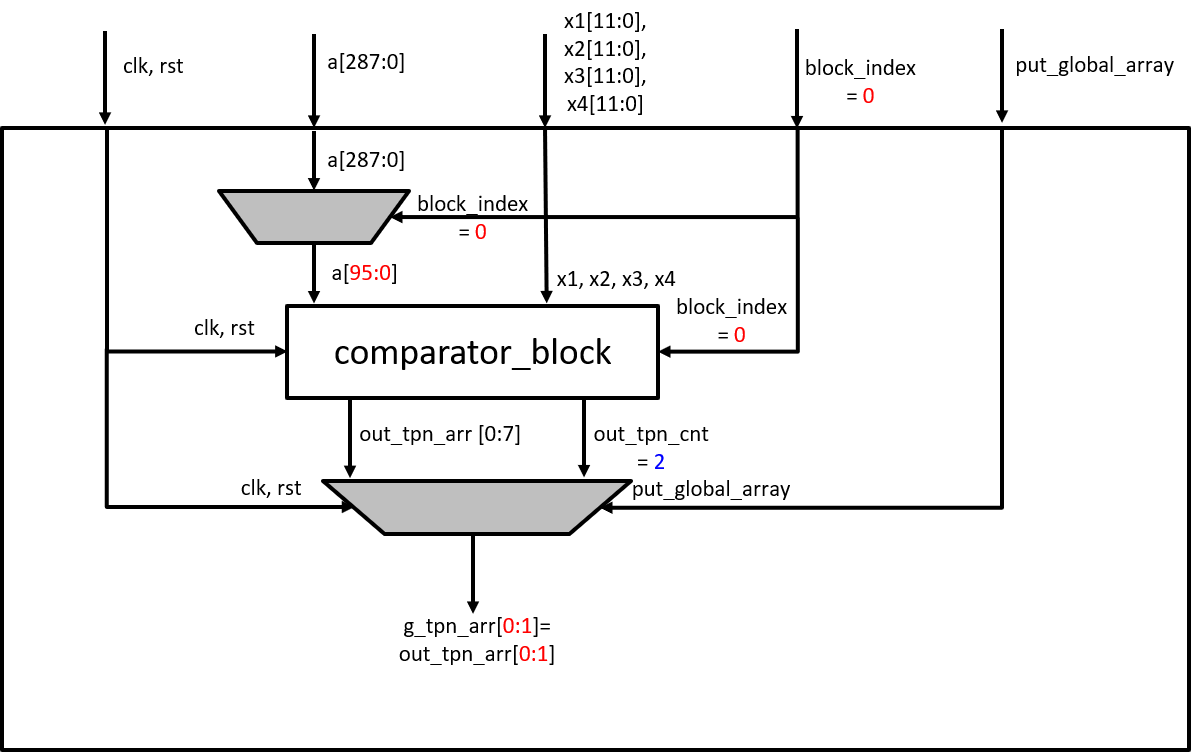 clk, rst
a[287:0]
x1[11:0],
x2[11:0],
x3[11:0],
x4[11:0]
block_index
= 0
put_global_array
a[287:0]
block_index
= 0
a[95:0]
x1, x2, x3, x4
block_index
= 0
clk, rst
comparator_block
out_tpn_arr [0:7]
out_tpn_cnt
= 2
clk, rst
put_global_array
g_tpn_arr[0:1]=
out_tpn_arr[0:1]